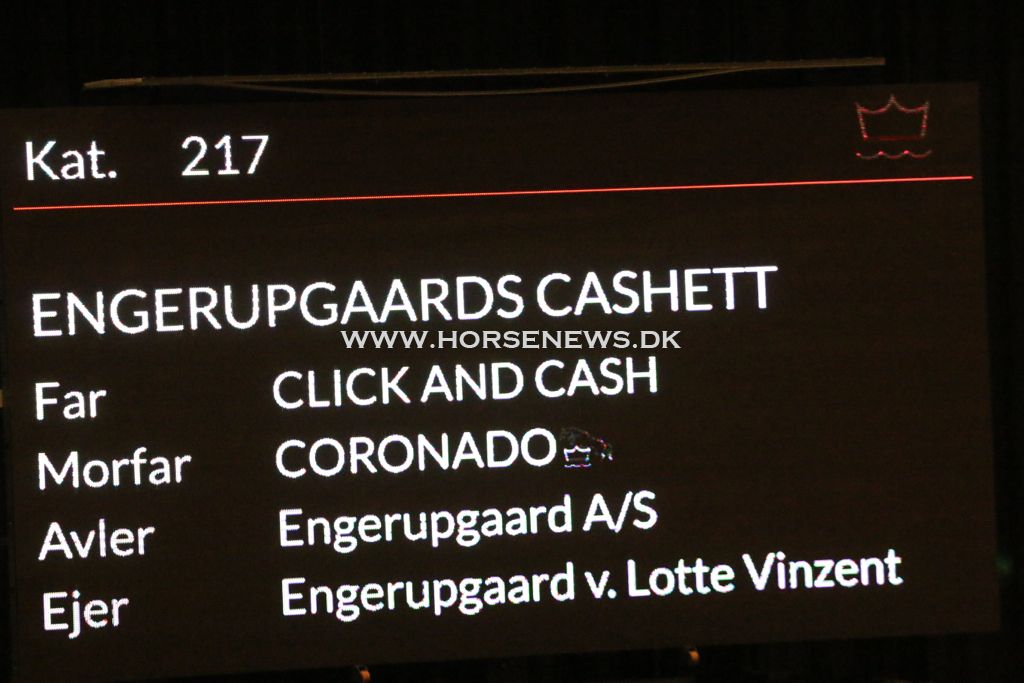 Kat. 217
ENGERUPGAARDS CASHETT
WWW.HORSENEWS.DK
Far CLICK AND CASH
Morfar CORONADO
Avler Engerupgaard A/S
Ejer Engerupgaard v. Lotte Vinzent